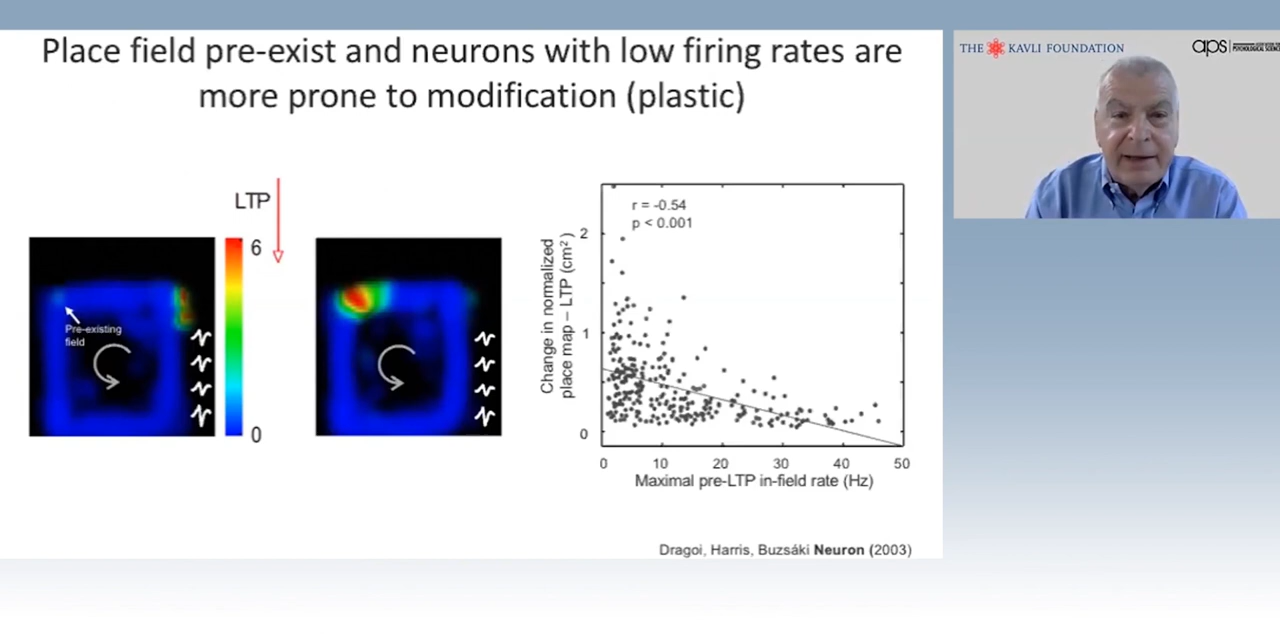 Place field pre-exist and neurons with low firing rates are
more prone to modification (plastic)
LTP
6
0
Pre-existing
field
r = -0.54
p < 0.001
Change in normalized
place map – LTP (cm²)
2
1
0
0 10 20 30 40 50
Maximal pre-LTP in-field rate (Hz)
Dragoi, Harris, Buzsáki Neuron (2003)
THE KAVLI FOUNDATION
aps